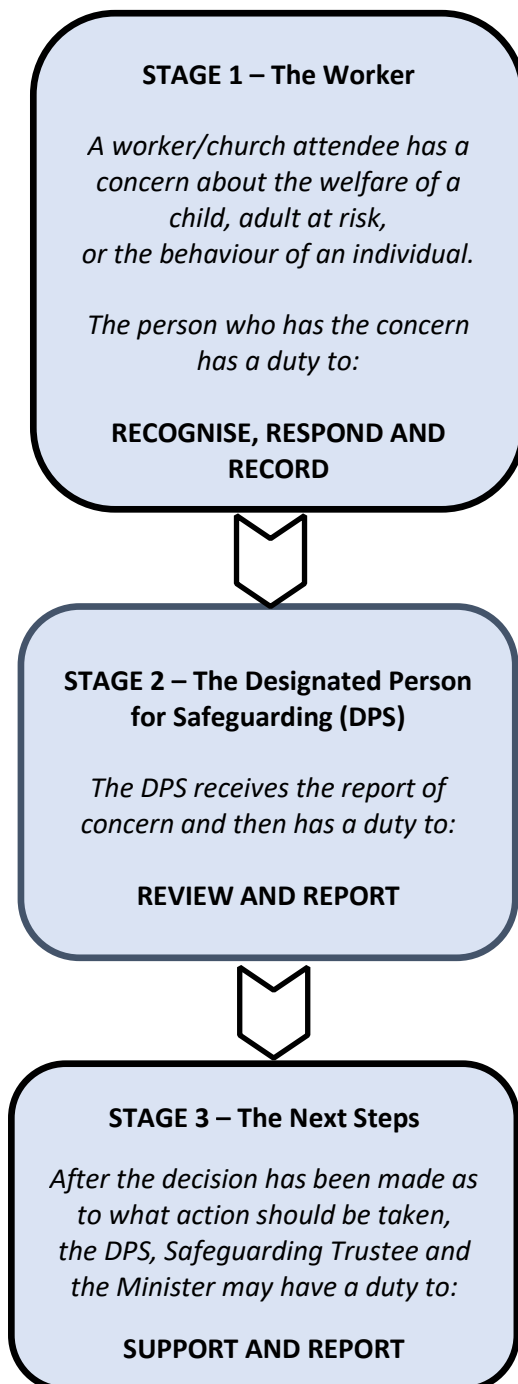 STAGE 1 – The Worker
A worker/church attendee has a
concern about the welfare of a
child, adult at risk,
or the behaviour of an individual.
The person who has the concern
has a duty to:
RECOGNISE, RESPOND AND
RECORD
STAGE 2 – The Designated Person
for Safeguarding (DPS)
The DPS receives the report of
concern and then has a duty to:
REVIEW AND REPORT
STAGE 3 – The Next Steps
After the decision has been made as
to what action should be taken,
the DPS, Safeguarding Trustee and
the Minister may have a duty to:
SUPPORT AND REPORT